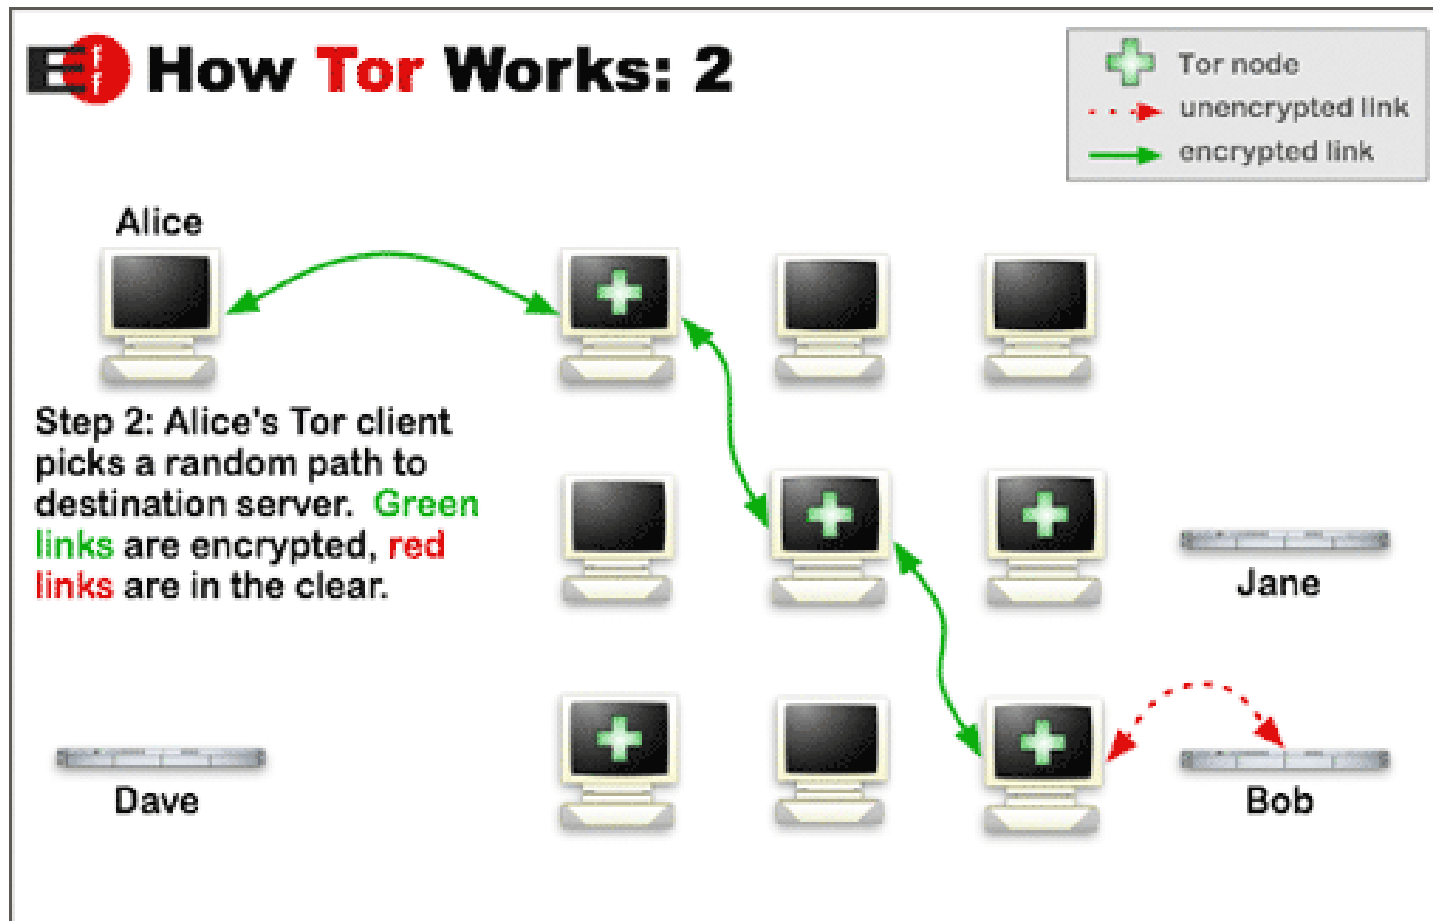 EFF How Tor Works: 2
Tor node
unencrypted link
encrypted link
Alice
Step 2: Alice's Tor client
picks a random path to
destination server. Green
links are encrypted, red
links are in the clear.
Jane
Dave
Bob